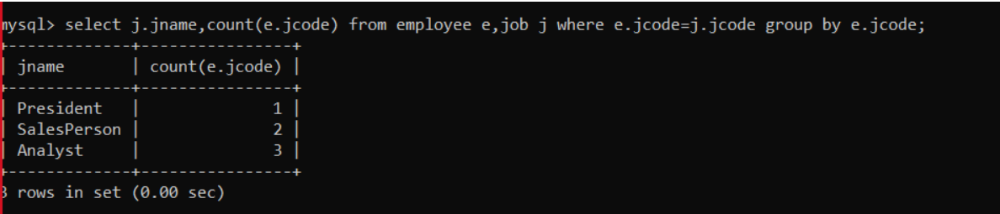 mysql> select j.jname,count(e.jcode) from employee e,job j where e.jcode=j.jcode group by e.jcode;
+-------------+----------------+
| jname       | count(e.jcode) |
+-------------+----------------+
| President   |              1 |
| SalesPerson |              2 |
| Analyst     |              3 |
+-------------+----------------+
3 rows in set (0.00 sec)